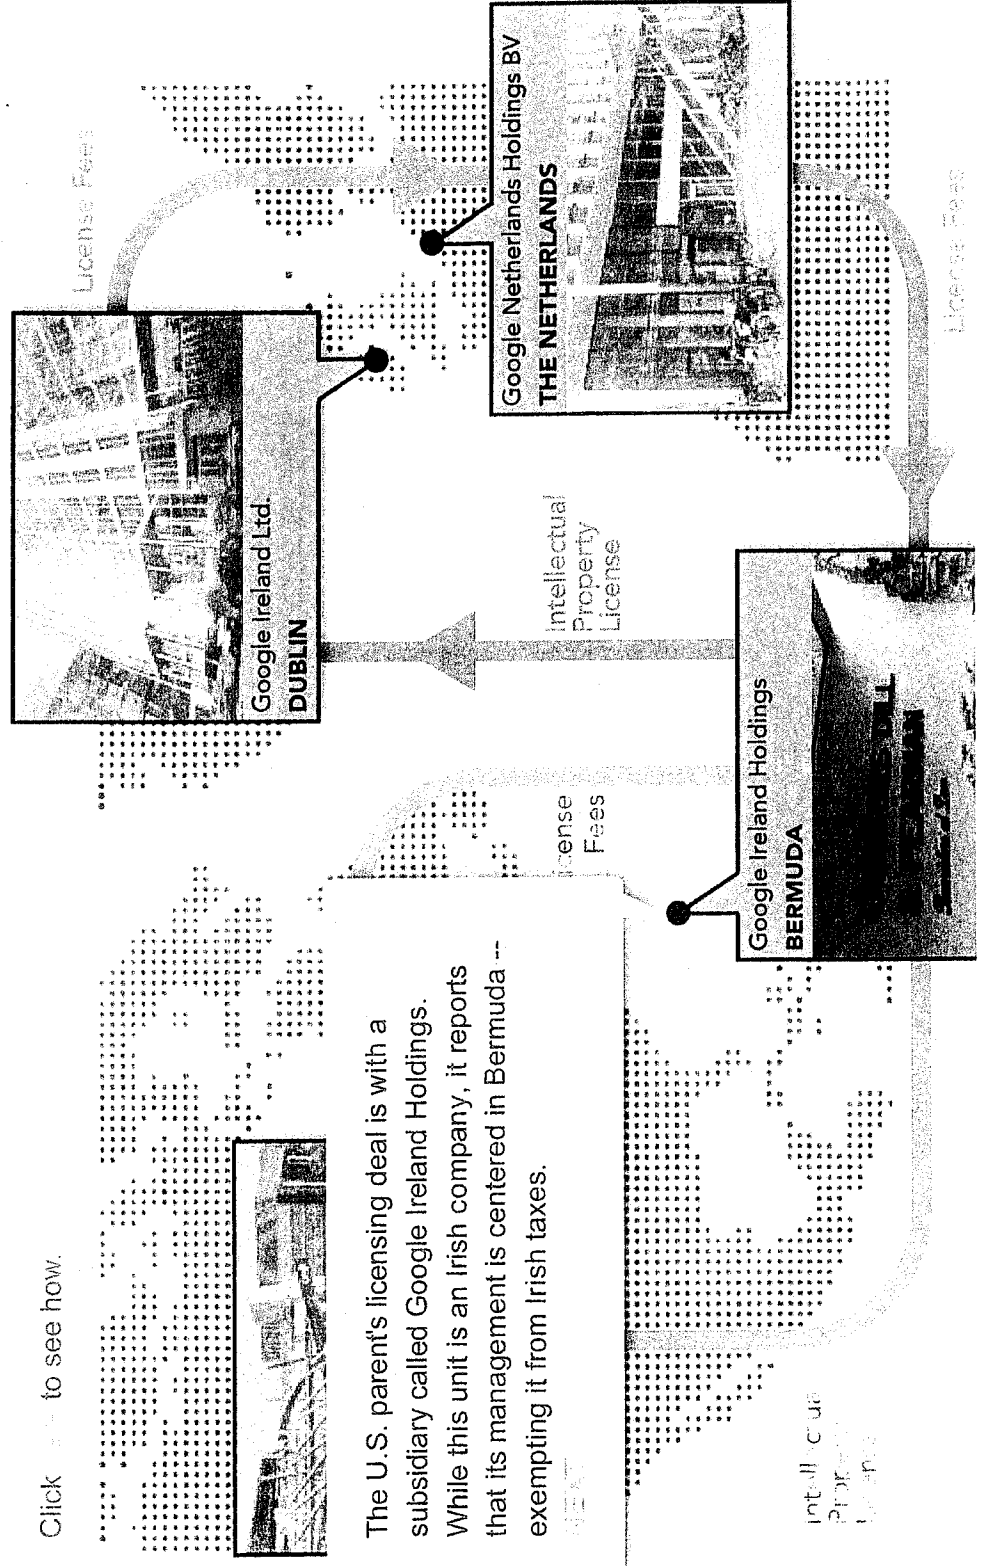 Click to see how.
License Fees
Google Ireland Ltd.
DUBLIN
Google Netherlands Holdings BV
THE NETHERLANDS
The U.S. parent's licensing deal is with a
subsidiary called Google Ireland Holdings.
While this unit is an Irish company, it reports
that its management is centered in Bermuda --
exempting it from Irish taxes.
NEXT
Fees
Intellectual
Property
License
Google Ireland Holdings
BERMUDA
License Fees